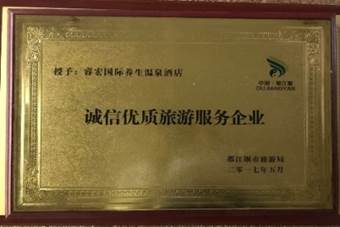 授予：睿宏国际养生温泉酒店
中国·都江堰
DUJIANGYAN
诚信优质旅游服务企业
都江堰市旅游局
二〇一七年五月